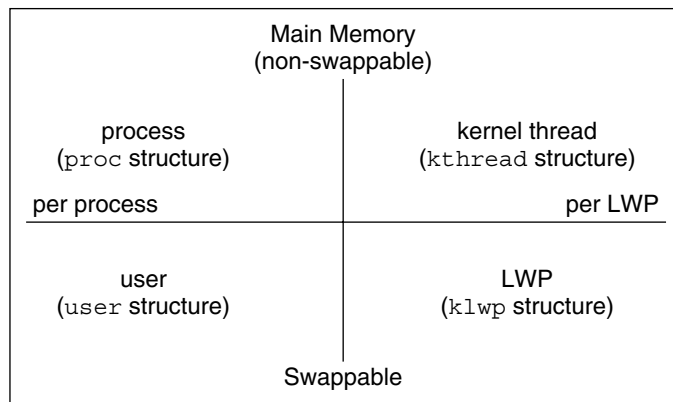 Main Memory
(non-swappable)
process
(proc structure)
kernel thread
(kthread structure)
per process
per LWP
user
(user structure)
LWP
(klwp structure)
Swappable